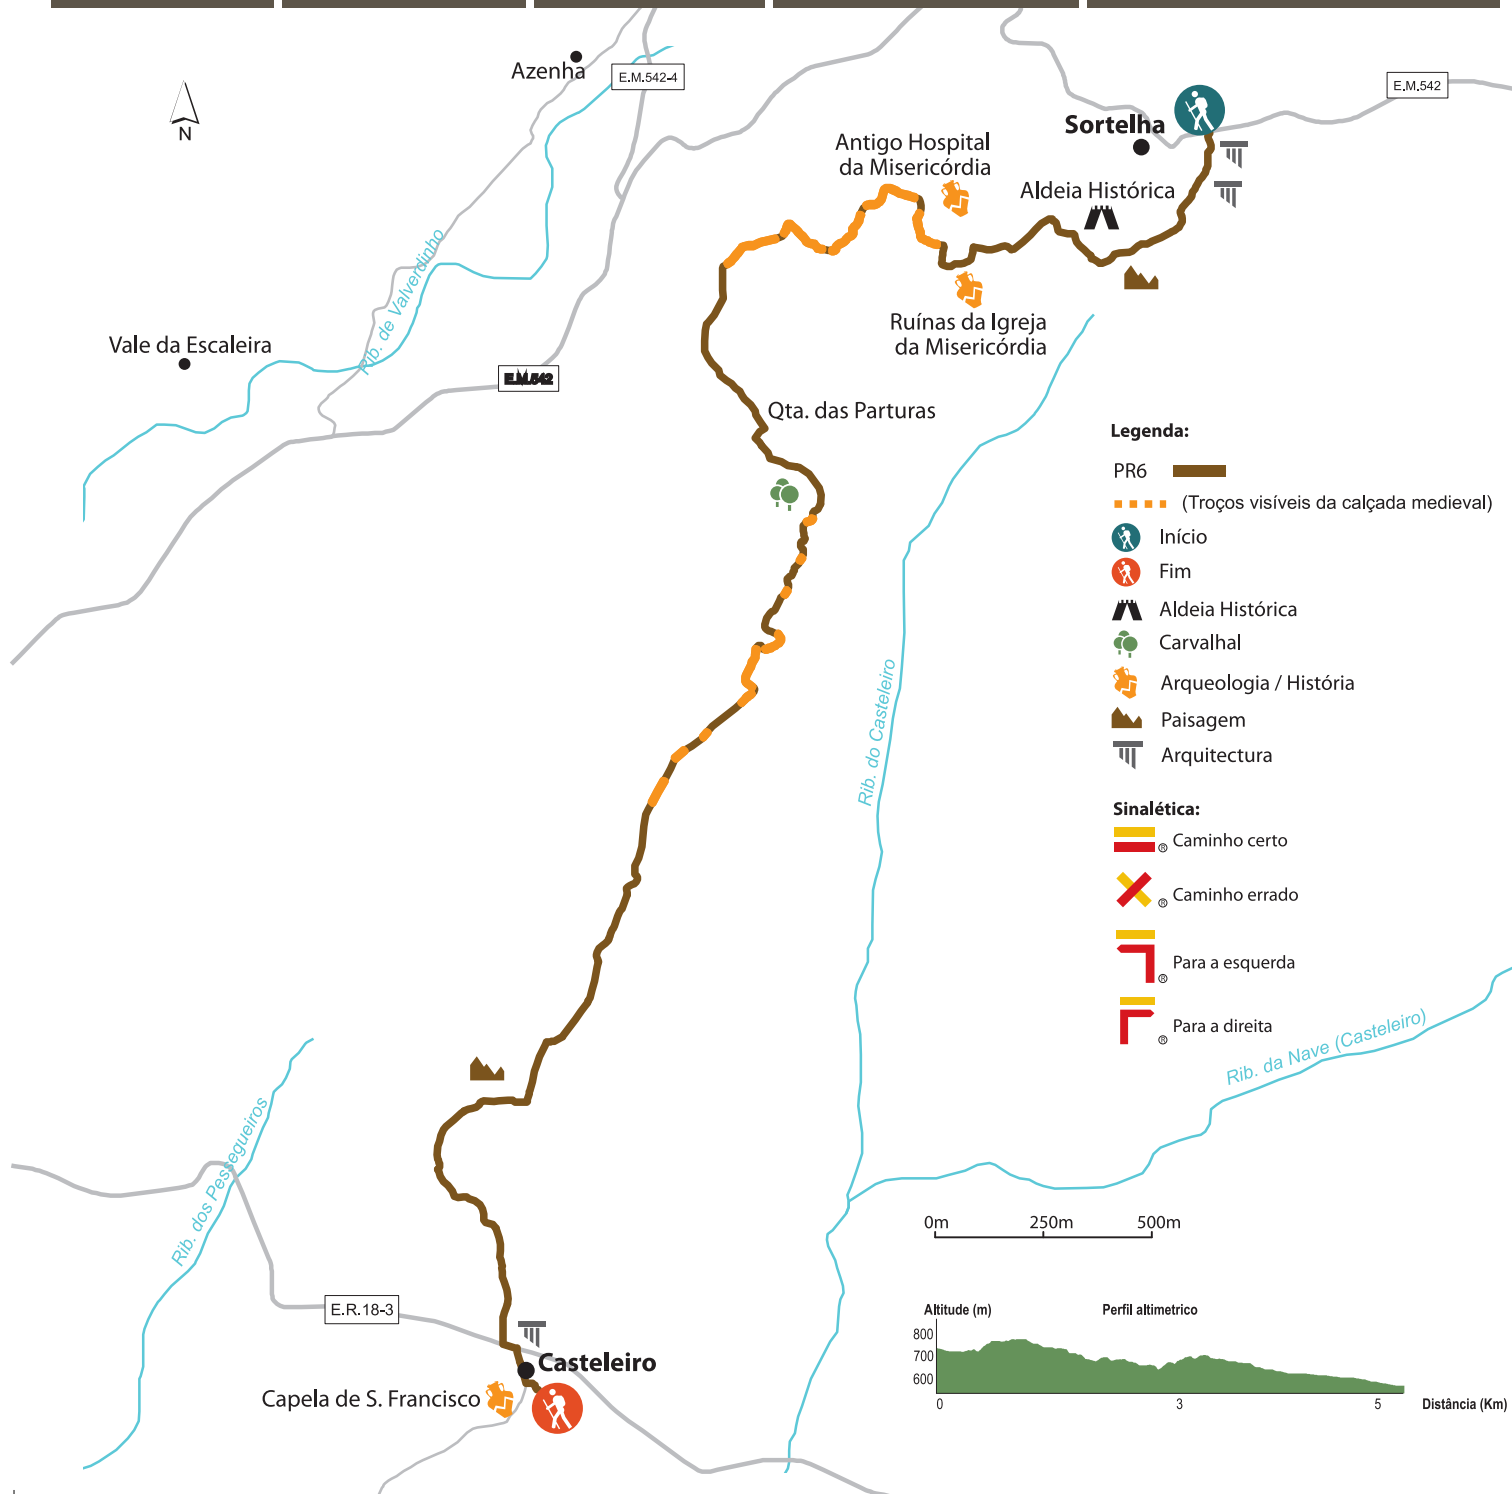 Azenha
E.M.542-4
E.M.542
N
Sortelha
Antigo Hospital
da Misericórdia
Aldeia Histórica
Rib. de Valverdinho
Vale da Escaleira
Ruínas da Igreja
da Misericórdia
E.M.542
Qta. das Parturas
Legenda:
PR6
(Troços visíveis da calçada medieval)
Início
Fim
Aldeia Histórica
Carvalhal
Arqueologia / História
Paisagem
Arquitectura
Rib. do Casteleiro
Sinalética:
® Caminho certo
® Caminho errado
® Para a esquerda
® Para a direita
Rib. da Nave (Casteleiro)
Rib. dos Pessegueiros
0m 250m 500m
E.R.18-3
Casteleiro
Capela de S. Francisco
Altitude (m) Perfil altimetrico
800
700
600
0 3 5 Distância (Km)